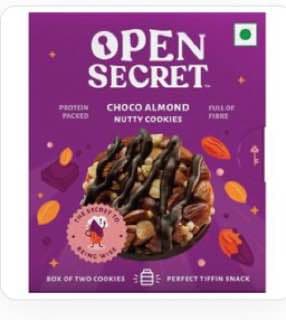 OPEN
SECRET
PROTEIN
PACKED
CHOCO ALMOND
NUTTY COOKIES
FULL OF
FIBRE
THE SECRET TO
BEING WISE
BOX OF TWO COOKIES
PERFECT TIFFIN SNACK